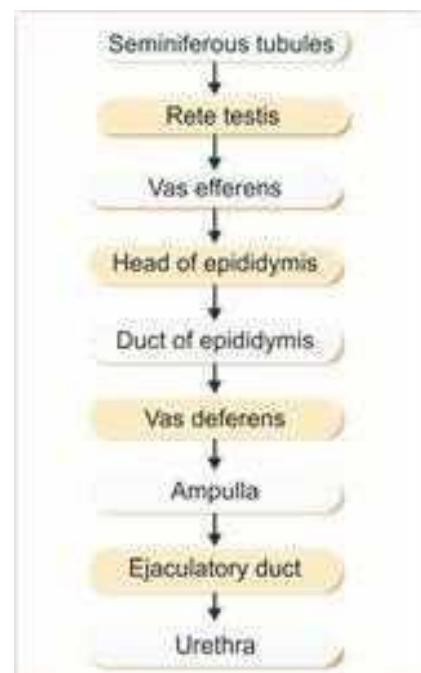 Seminiferous tubules
Rete testis
Vas efferens
Head of epididymis
Duct of epididymis
Vas deferens
Ampulla
Ejaculatory duct
Urethra